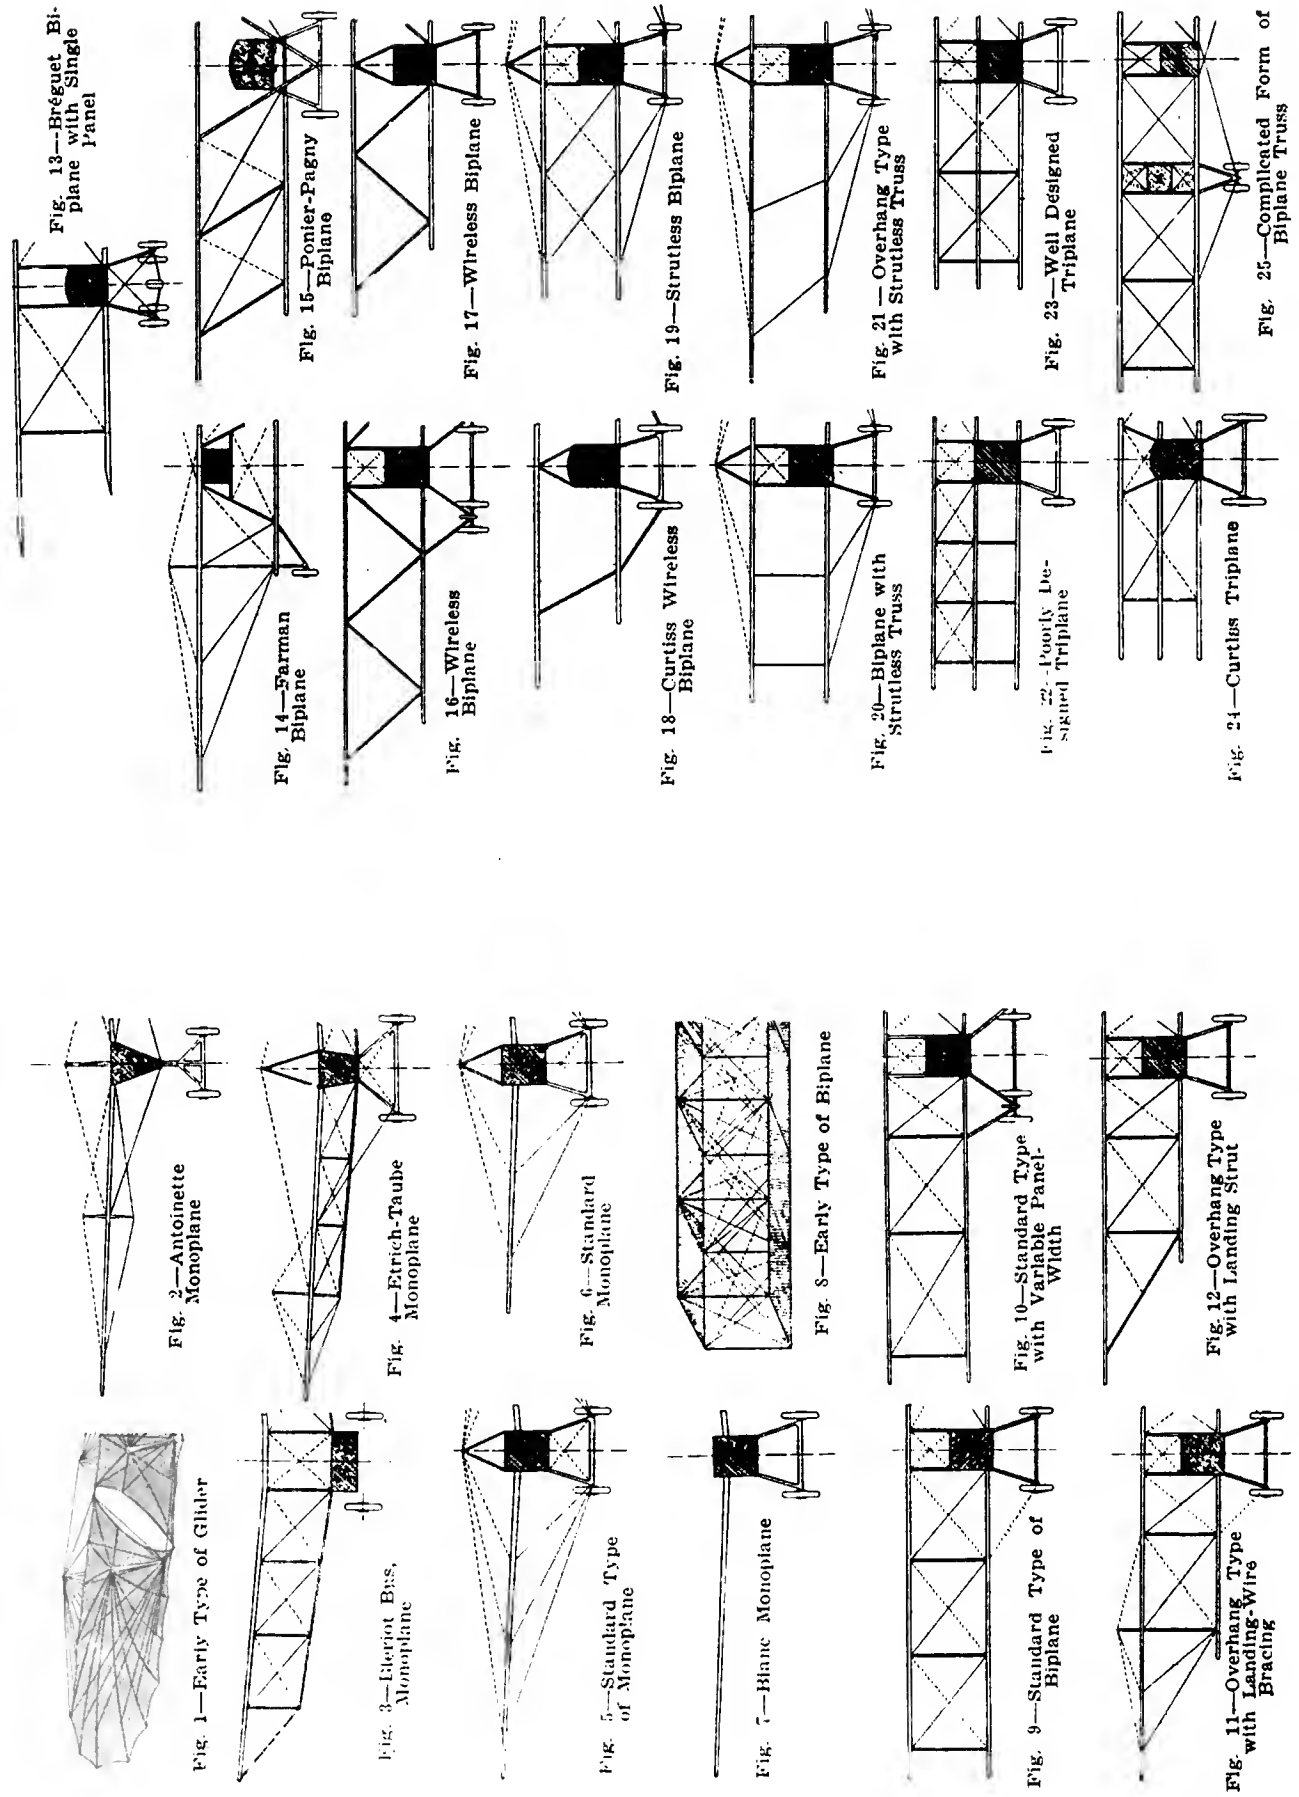 Fig. 1—Early Type of Glider
Fig. 2—Antoinette
Monoplane
Fig. 3—Bleriot Bus,
Monoplane
Fig. 4—Etrich-Taube
Monoplane
Fig. 5—Standard Type
of Monoplane
Fig. 6—Standard
Monoplane
Fig. 7—Blanc Monoplane
Fig. 8—Early Type of Biplane
Fig. 9—Standard Type of
Biplane
Fig. 10—Standard Type
with Variable Panel-
Width
Fig. 11—Overhang Type
with Landing-Wire
Bracing
Fig. 12—Overhang Type
with Landing Strut
Fig. 13—Bréguet Bi-
plane with Single
Panel
Fig. 14—Farman
Biplane
Fig. 15—Ponier-Pagny
Biplane
Fig. 16—Wireless
Biplane
Fig. 17—Wireless Biplane
Fig. 18—Curtiss Wireless
Biplane
Fig. 19—Strutless Biplane
Fig. 20—Biplane with
Strutless Truss
Fig. 21—Overhang Type
with Strutless Truss
Fig. 22—Poorly De-
signed Triplane
Fig. 23—Well Designed
Triplane
Fig. 24—Curtiss Triplane
Fig. 25—Complicated Form of
Biplane Truss